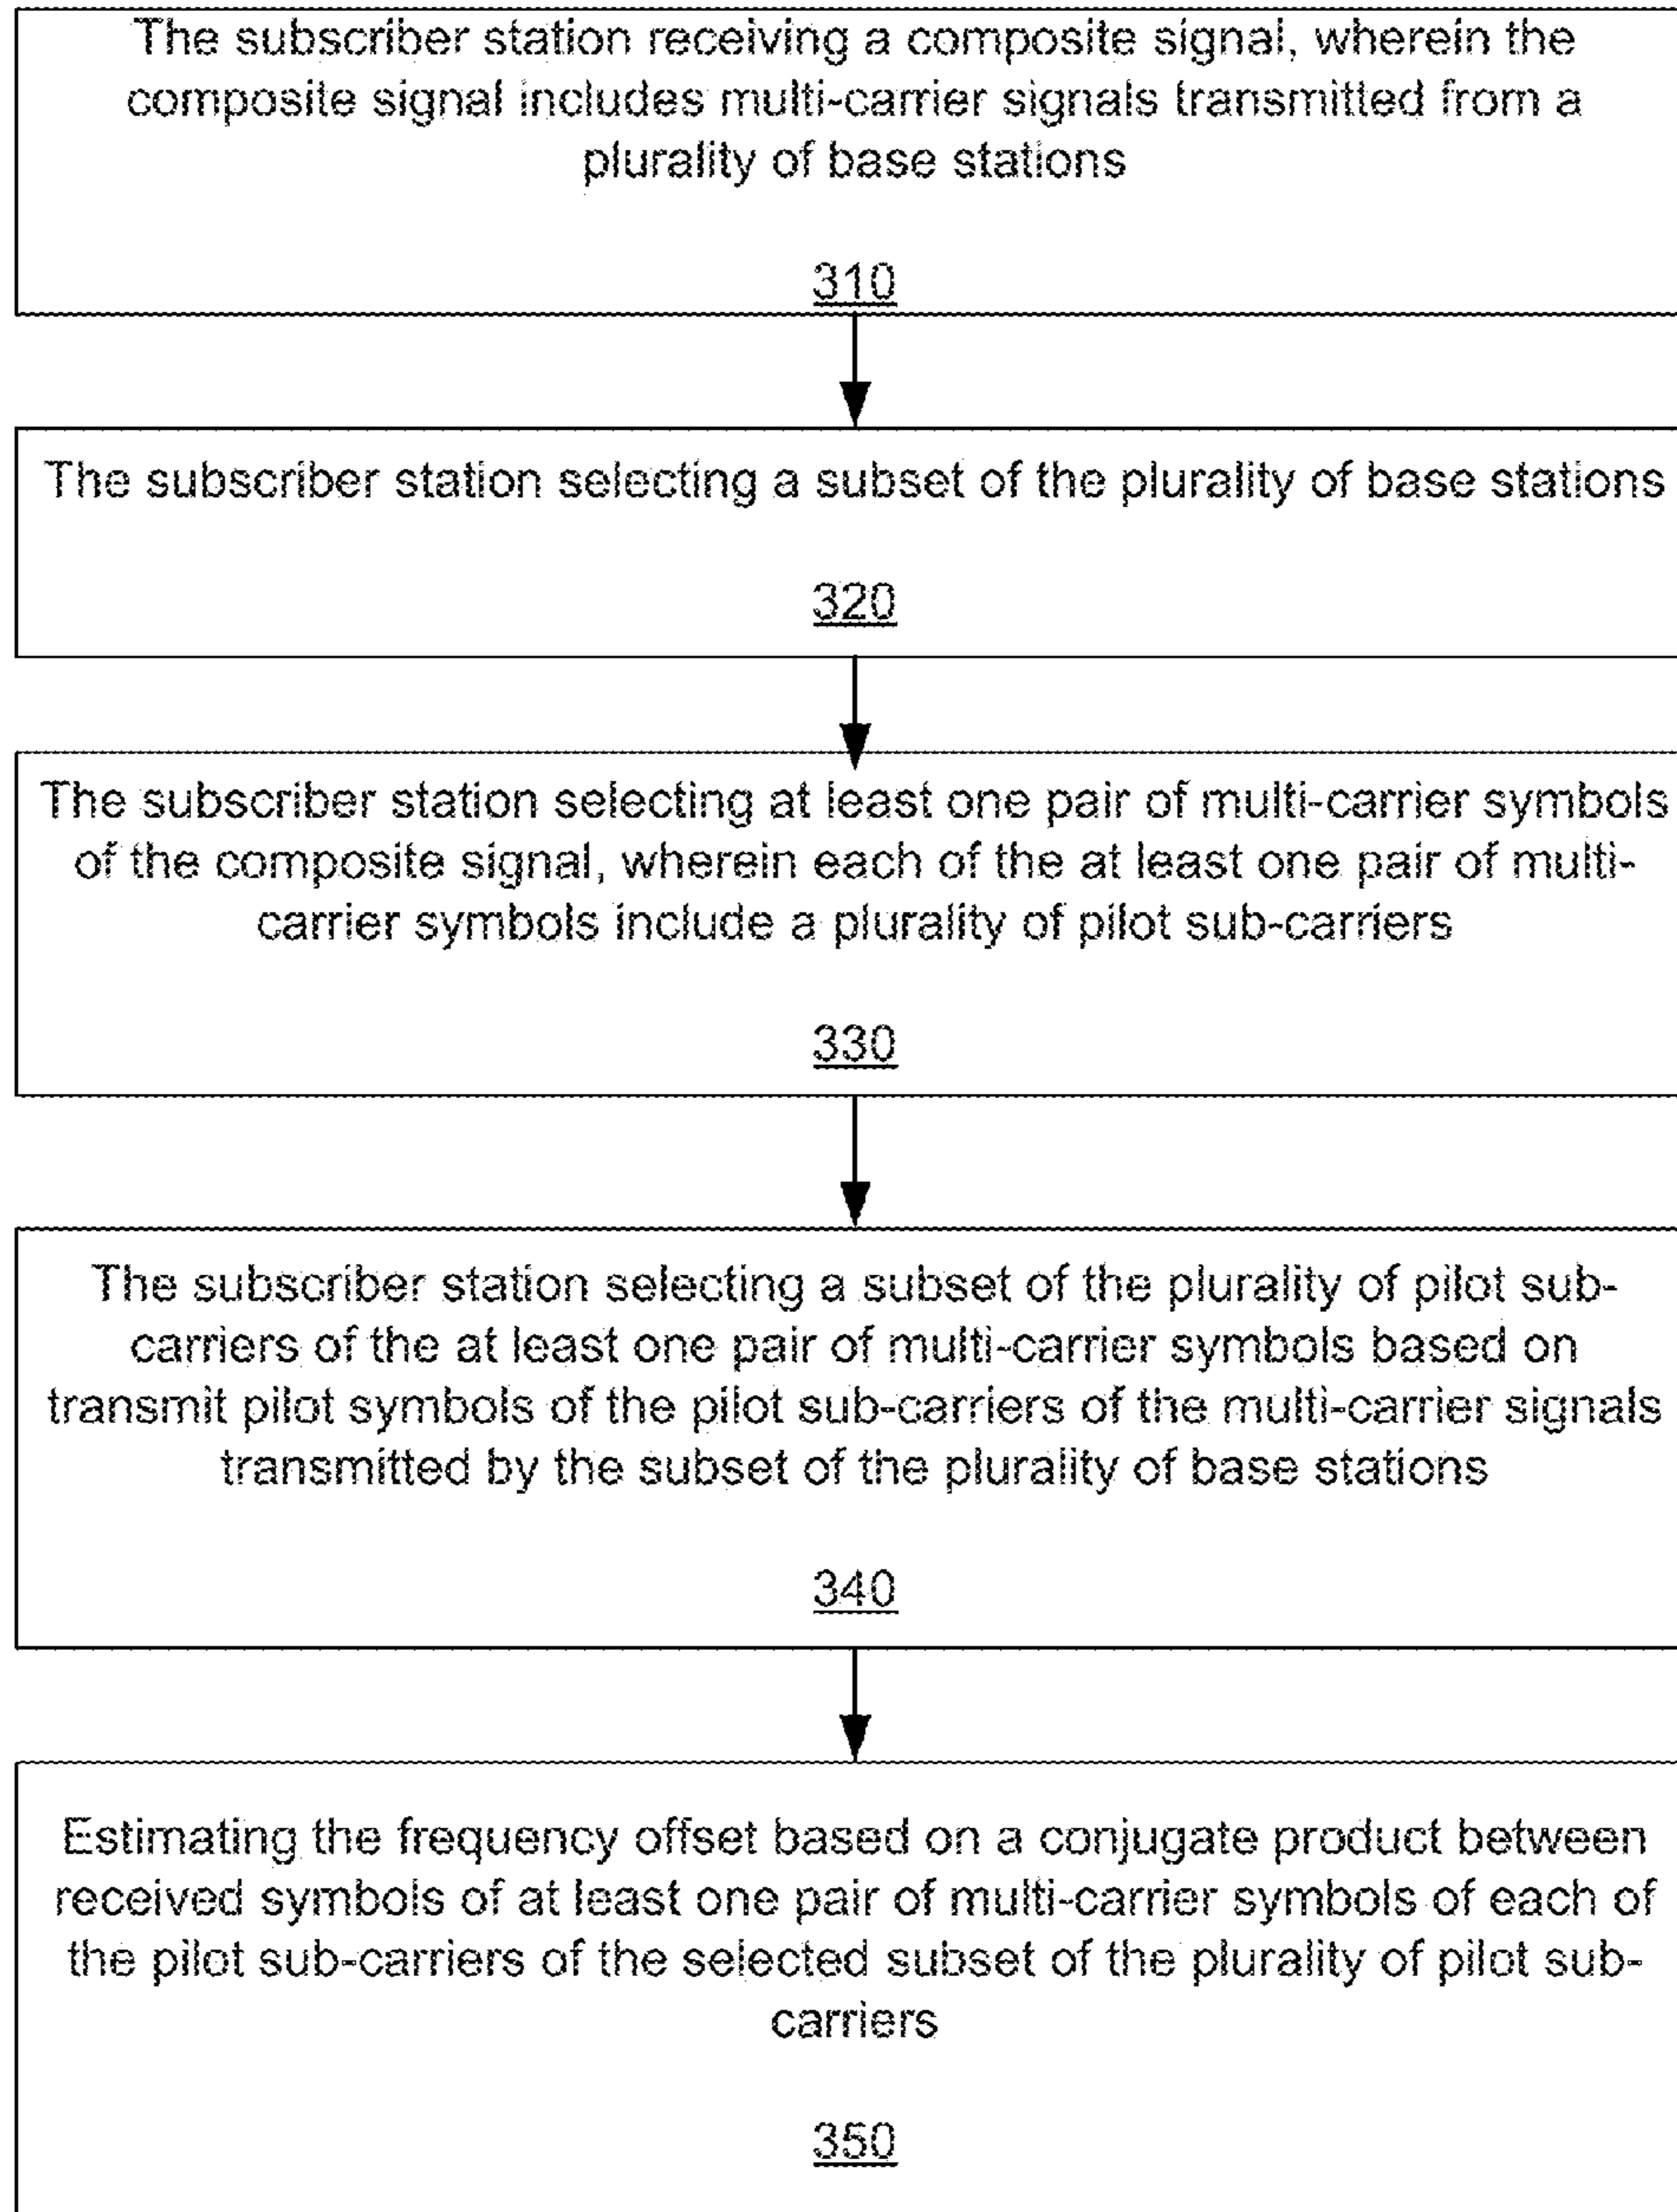 The subscriber station receiving a composite signal, wherein the
composite signal includes multi-carrier signals transmitted from a
plurality of base stations
310
The subscriber station selecting a subset of the plurality of base stations
320
The subscriber station selecting at least one pair of multi-carrier symbols
of the composite signal, wherein each of the at least one pair of multi-
carrier symbols include a plurality of pilot sub-carriers
330
The subscriber station selecting a subset of the plurality of pilot sub-
carriers of the at least one pair of multi-carrier symbols based on
transmit pilot symbols of the pilot sub-carriers of the multi-carrier signals
transmitted by the subset of the plurality of base stations
340
Estimating the frequency offset based on a conjugate product between
received symbols of at least one pair of multi-carrier symbols of each of
the pilot sub-carriers of the selected subset of the plurality of pilot sub-
carriers
350